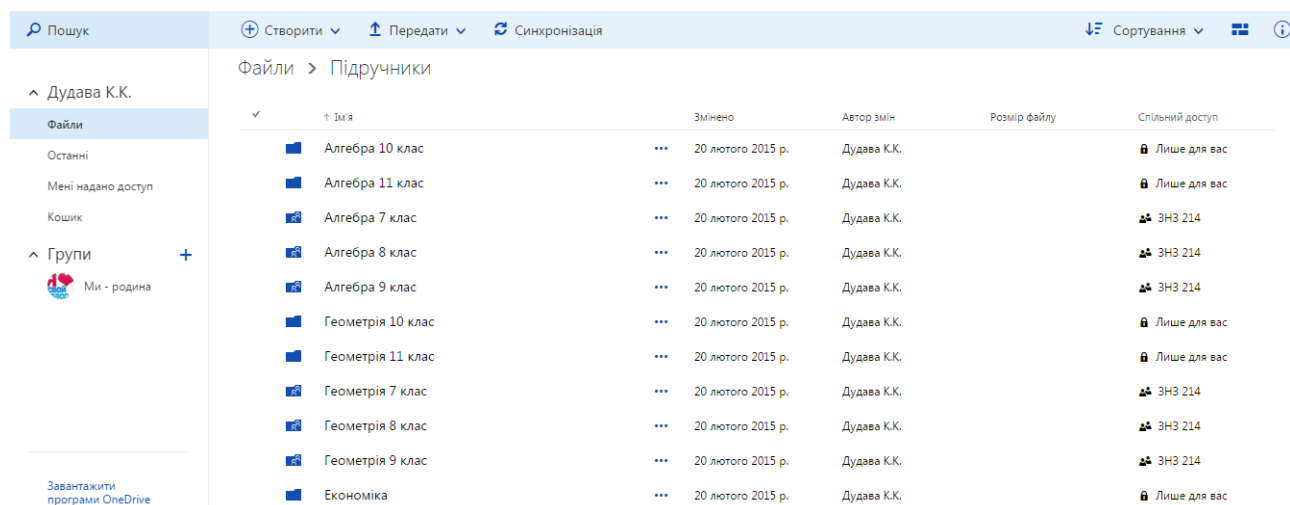 Пошук
Створити Передати Синхронізація Сортування
Файли > Підручники
Дудава К.К.
Файли
Останні
Мені надано доступ
Кошик
Групи +
Ми - родина
Завантажити
програми OneDrive
↑ Ім'я Змінено Автор змін Розмір файлу Спільний доступ
Алгебра 10 клас ••• 20 лютого 2015 р. Дудава К.К. Лише для вас
Алгебра 11 клас ••• 20 лютого 2015 р. Дудава К.К. Лише для вас
Алгебра 7 клас ••• 20 лютого 2015 р. Дудава К.К. ЗНЗ 214
Алгебра 8 клас ••• 20 лютого 2015 р. Дудава К.К. ЗНЗ 214
Алгебра 9 клас ••• 20 лютого 2015 р. Дудава К.К. ЗНЗ 214
Геометрія 10 клас ••• 20 лютого 2015 р. Дудава К.К. Лише для вас
Геометрія 11 клас ••• 20 лютого 2015 р. Дудава К.К. Лише для вас
Геометрія 7 клас ••• 20 лютого 2015 р. Дудава К.К. ЗНЗ 214
Геометрія 8 клас ••• 20 лютого 2015 р. Дудава К.К. ЗНЗ 214
Геометрія 9 клас ••• 20 лютого 2015 р. Дудава К.К. ЗНЗ 214
Економіка ••• 20 лютого 2015 р. Дудава К.К. Лише для вас